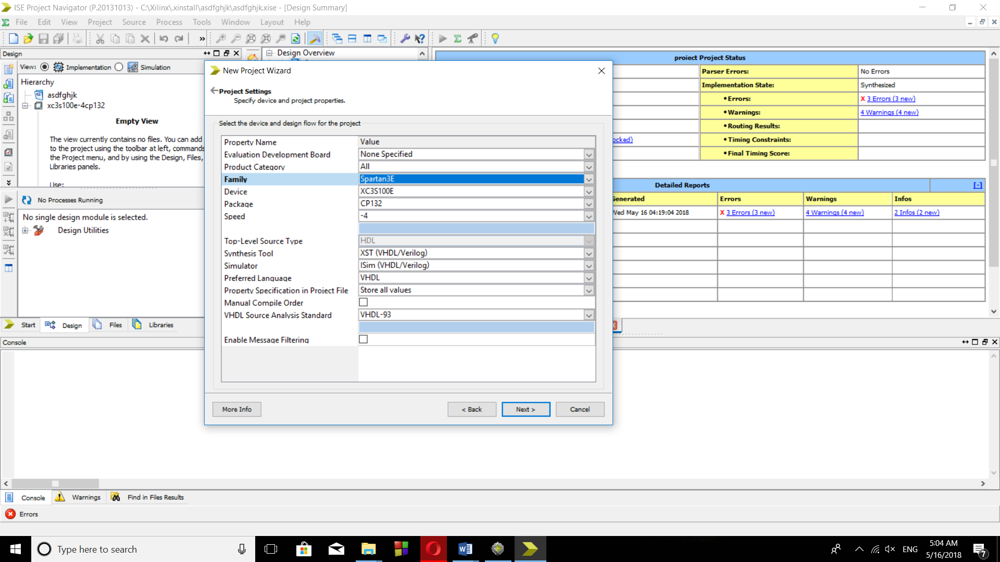 ISE Project Navigator (P.20131013) - C:\Xilinx\.xinstall\asdfghjk\asdfghjk.xise - [Design Summary]
File Edit View Project Source Process Tools Window Layout Help
»
Design
View: Implementation Simulation
Hierarchy
asdfghjk
xc3s100e-4cp132
Empty View
The view currently contains no files. You can add
to the project using the toolbar at left, commands
the Project menu, and by using the Design, Files,
Libraries panels.
Use:
No Processes Running
No single design module is selected.
Design Utilities
Start Design Files Libraries
Design Overview
New Project Wizard
Project Settings
Specify device and project properties.
Select the device and design flow for the project
Property Name Value
Evaluation Development Board None Specified
Product Category All
Family Spartan3E
Device XC3S100E
Package CP132
Speed -4
Top-Level Source Type HDL
Synthesis Tool XST (VHDL/Verilog)
Simulator ISim (VHDL/Verilog)
Preferred Language VHDL
Property Specification in Project File Store all values
Manual Compile Order
VHDL Source Analysis Standard VHDL-93
Enable Message Filtering
More Info < Back Next > Cancel
project Project Status
Parser Errors: No Errors
Implementation State: Synthesized
•Errors: X 3 Errors (3 new)
•Warnings: 4 Warnings (4 new)
•Routing Results:
ocked) •Timing Constraints:
•Final Timing Score:
Detailed Reports [-]
Generated Errors Warnings Infos
Wed May 16 04:19:04 2018 X 3 Errors (3 new) 4 Warnings (4 new) 2 Infos (2 new)
Console
Console Warnings Find in Files Results
Errors
Type here to search
ENG
5:04 AM
5/16/2018
7